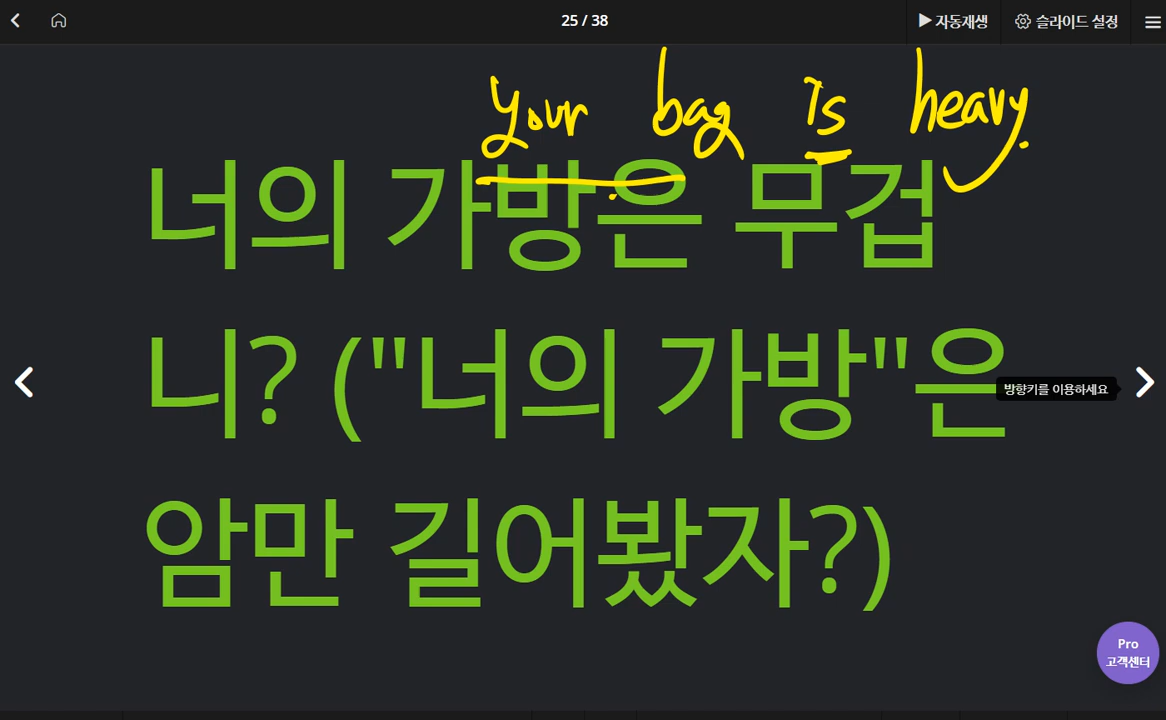 25 / 38
▶ 자동재생
슬라이드 설정
your bag is heavy.
너의 가방은 무겁
니? ("너의 가방"은
방향키를 이용하세요
암만 길어봤자?)
Pro
고객센터